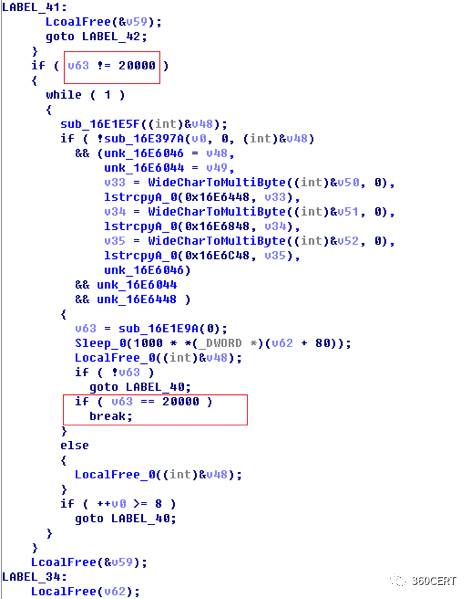 LABEL_41:
LcoalFree(&v59);
goto LABEL_42;
}
if ( v63 != 20000 )
{
while ( 1 )
{
sub_16E1E5F((int)&v48);
if ( !sub_16E397A(v0, 0, (int)&v48)
&& (unk_16E6046 = v48,
unk_16E6044 = v49,
v33 = WideCharToMultiByte((int)&v50, 0),
lstrcpyA_0(0x16E6448, v33),
v34 = WideCharToMultiByte((int)&v51, 0),
lstrcpyA_0(0x16E6848, v34),
v35 = WideCharToMultiByte((int)&v52, 0),
lstrcpyA_0(0x16E6C48, v35),
unk_16E6046)
&& unk_16E6044
&& unk_16E6448 )
{
v63 = sub_16E1E9A(0);
Sleep_0(1000 * *(_DWORD *)(v62 + 80));
LocalFree_0((int)&v48);
if ( !v63 )
goto LABEL_40;
if ( v63 == 20000 )
break;
}
else
{
LocalFree_0((int)&v48);
}
if ( ++v0 >= 8 )
goto LABEL_40;
}
}
LcoalFree(&v59);
LABEL_34:
LocalFree(v62);
360CERT